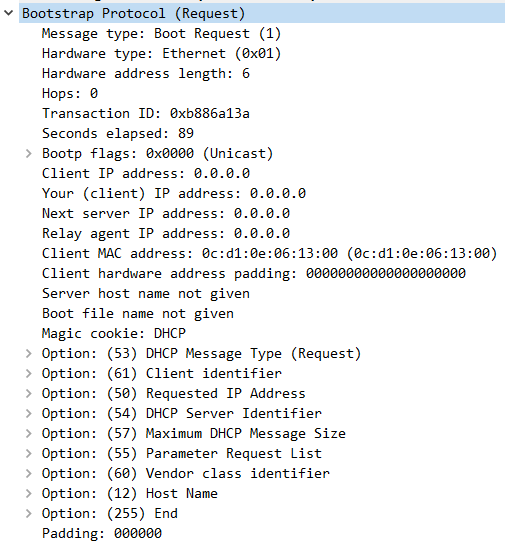 Bootstrap Protocol (Request)
Message type: Boot Request (1)
Hardware type: Ethernet (0x01)
Hardware address length: 6
Hops: 0
Transaction ID: 0xb886a13a
Seconds elapsed: 89
Bootp flags: 0x0000 (Unicast)
Client IP address: 0.0.0.0
Your (client) IP address: 0.0.0.0
Next server IP address: 0.0.0.0
Relay agent IP address: 0.0.0.0
Client MAC address: 0c:d1:0e:06:13:00 (0c:d1:0e:06:13:00)
Client hardware address padding: 00000000000000000000
Server host name not given
Boot file name not given
Magic cookie: DHCP
Option: (53) DHCP Message Type (Request)
Option: (61) Client identifier
Option: (50) Requested IP Address
Option: (54) DHCP Server Identifier
Option: (57) Maximum DHCP Message Size
Option: (55) Parameter Request List
Option: (60) Vendor class identifier
Option: (12) Host Name
Option: (255) End
Padding: 000000